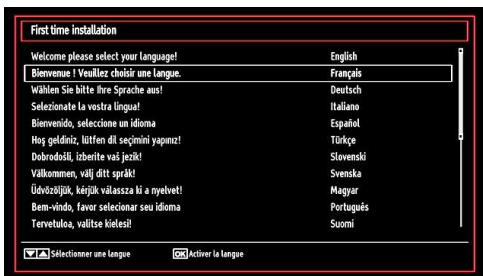 First time installation
Welcome please select your language! English
Bienvenue ! Veuillez choisir une langue. Français
Wählen Sie bitte Ihre Sprache aus! Deutsch
Selezionate la vostra lingua! Italiano
Bienvenido, seleccione un idioma Español
Hoş geldiniz, lütfen dil seçimini yapınız! Türkçe
Dobrodošli, izberite vaš jezik! Slovenski
Välkommen, välj ditt språk! Svenska
Üdvözöljük, kérjük válassza ki a nyelvet! Magyar
Bem-vindo, favor selecionar seu idioma Português
Tervetuloa, valitse kielesi! Suomi
Sélectionner une langue OK Activer la langue